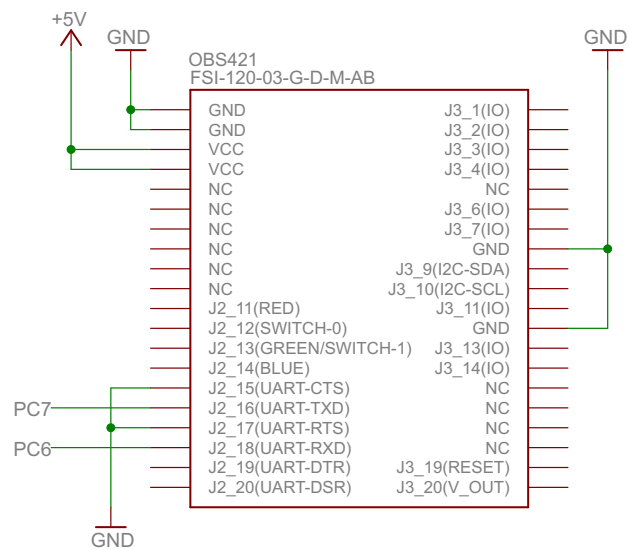 +5V
GND
GND
OBS421
FSI-120-03-G-D-M-AB
GND J3_1(IO)
GND J3_2(IO)
VCC J3_3(IO)
VCC J3_4(IO)
NC NC
NC J3_6(IO)
NC J3_7(IO)
NC GND
NC J3_9(I2C-SDA)
NC J3_10(I2C-SCL)
J2_11(RED) J3_11(IO)
J2_12(SWITCH-0) GND
J2_13(GREEN/SWITCH-1) J3_13(IO)
J2_14(BLUE) J3_14(IO)
J2_15(UART-CTS) NC
PC7 J2_16(UART-TXD) NC
J2_17(UART-RTS) NC
PC6 J2_18(UART-RXD) NC
J2_19(UART-DTR) J3_19(RESET)
J2_20(UART-DSR) J3_20(V_OUT)
GND